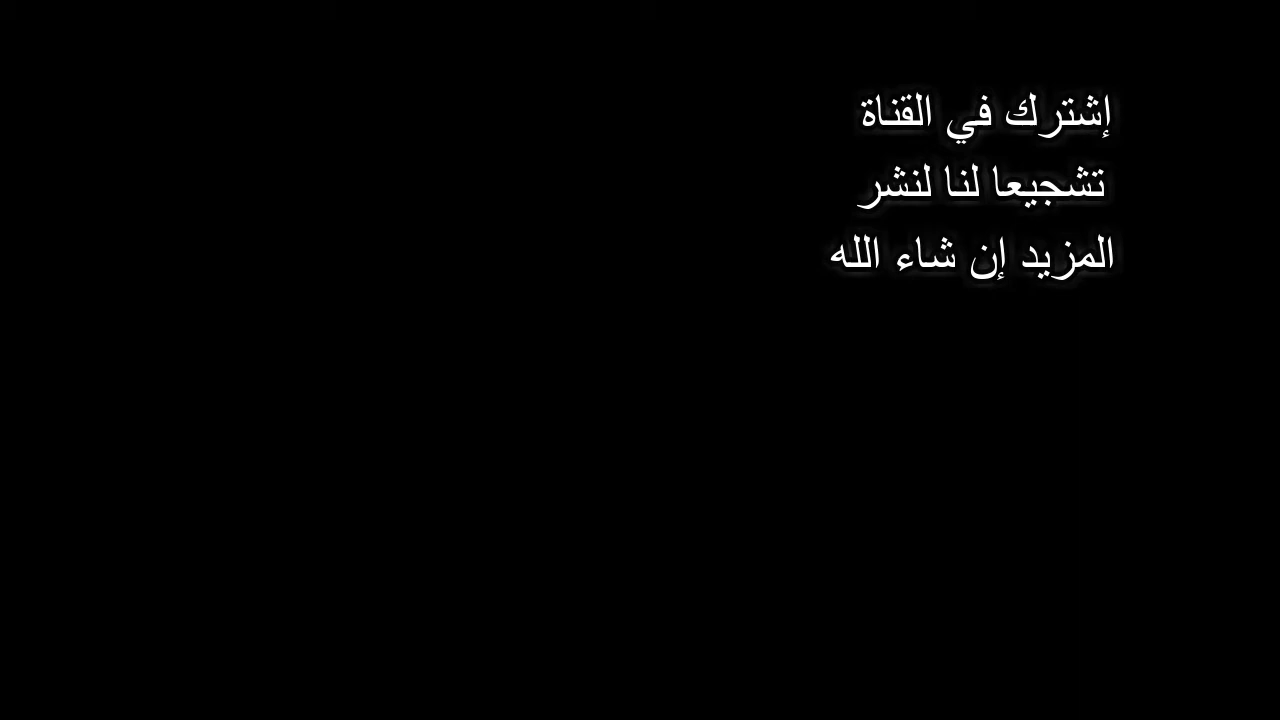 إشترك في القناة
تشجيعا لنا لنشر
المزيد إن شاء الله